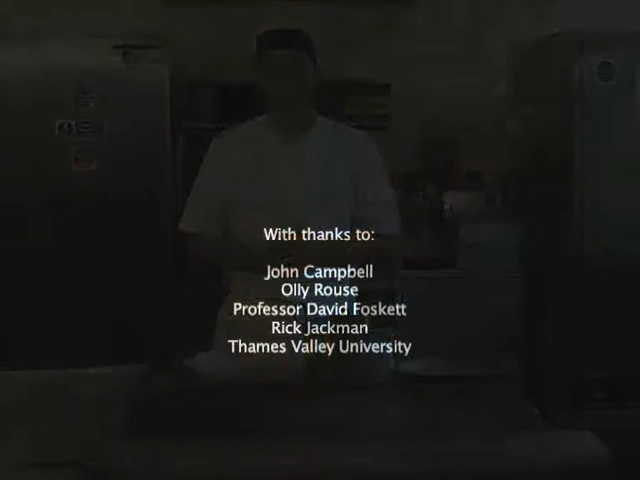 With thanks to:
John Campbell
Olly Rouse
Professor David Foskett
Rick Jackman
Thames Valley University